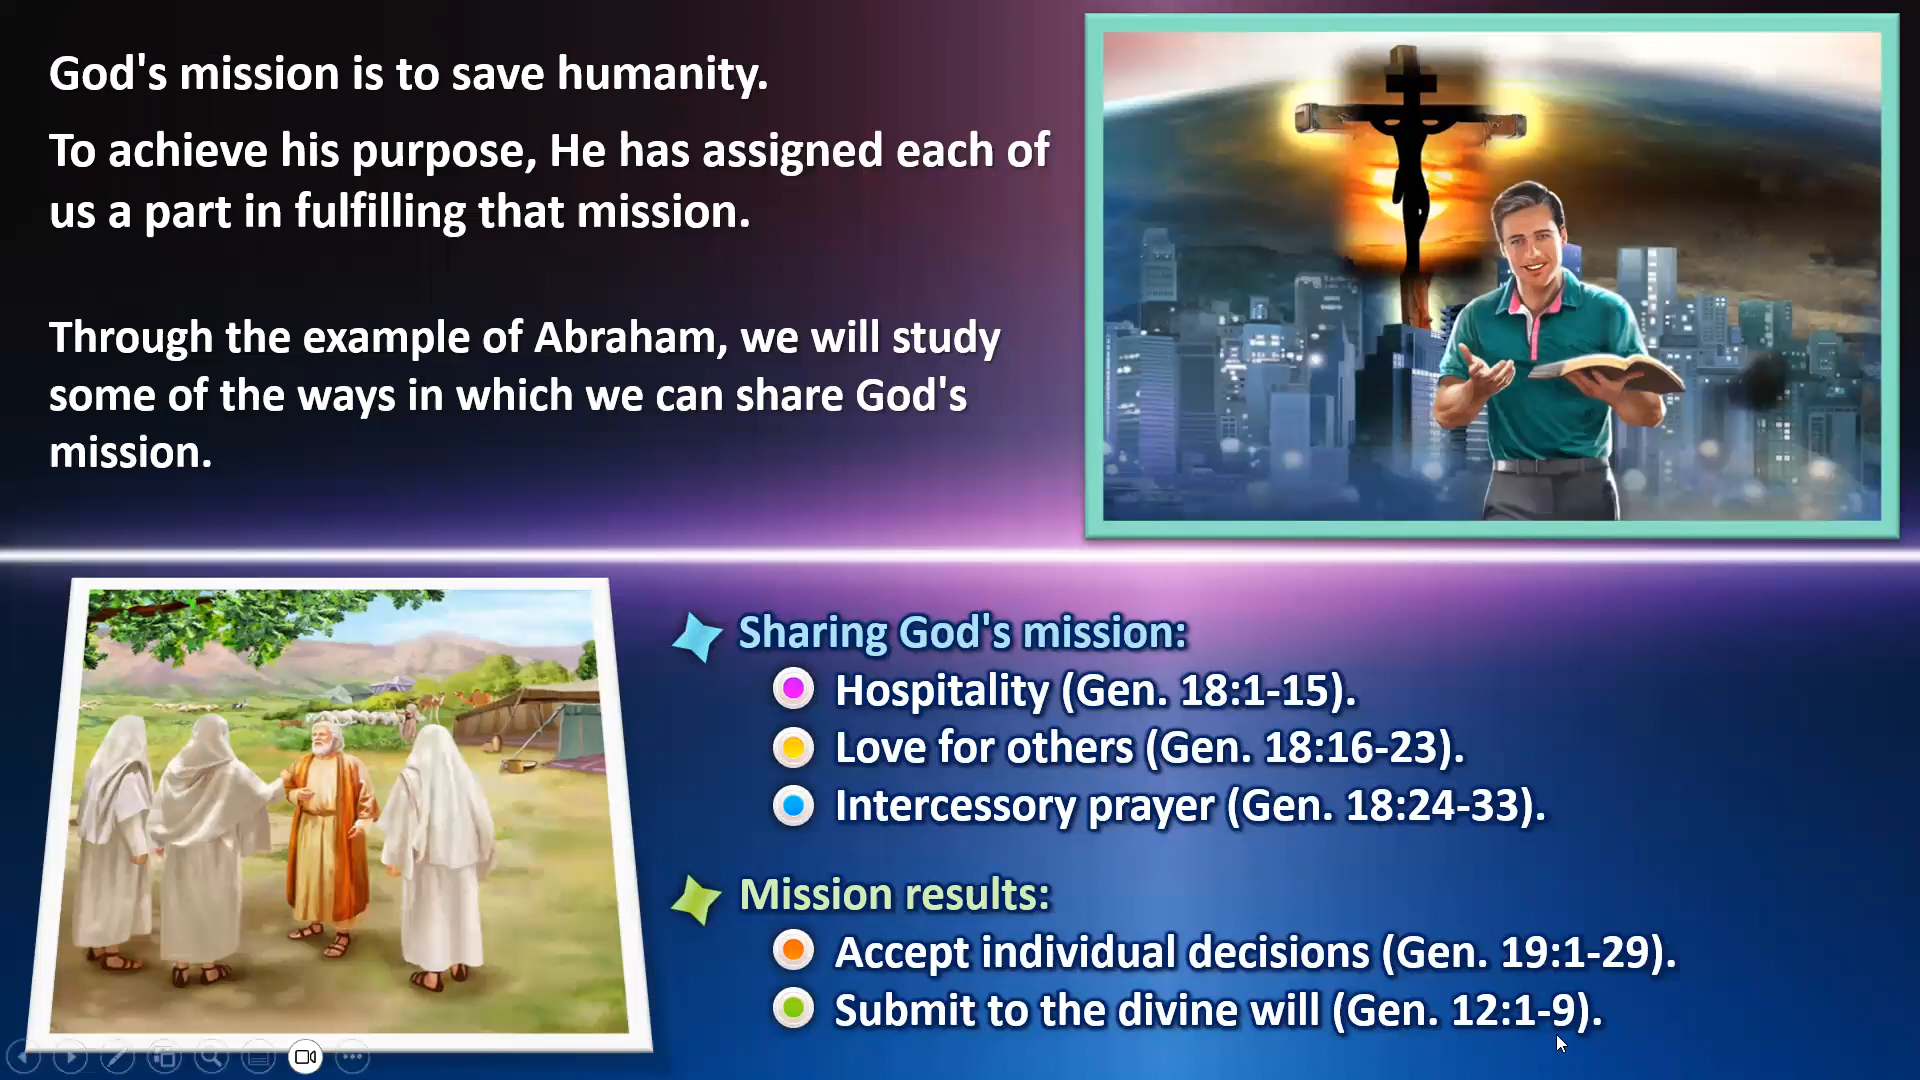 God's mission is to save humanity.
To achieve his purpose, He has assigned each of
us a part in fulfilling that mission.
Through the example of Abraham, we will study
some of the ways in which we can share God's
mission.
Sharing God's mission:
Hospitality (Gen. 18:1-15).
Love for others (Gen. 18:16-23).
Intercessory prayer (Gen. 18:24-33).
Mission results:
Accept individual decisions (Gen. 19:1-29).
Submit to the divine will (Gen. 12:1-9).